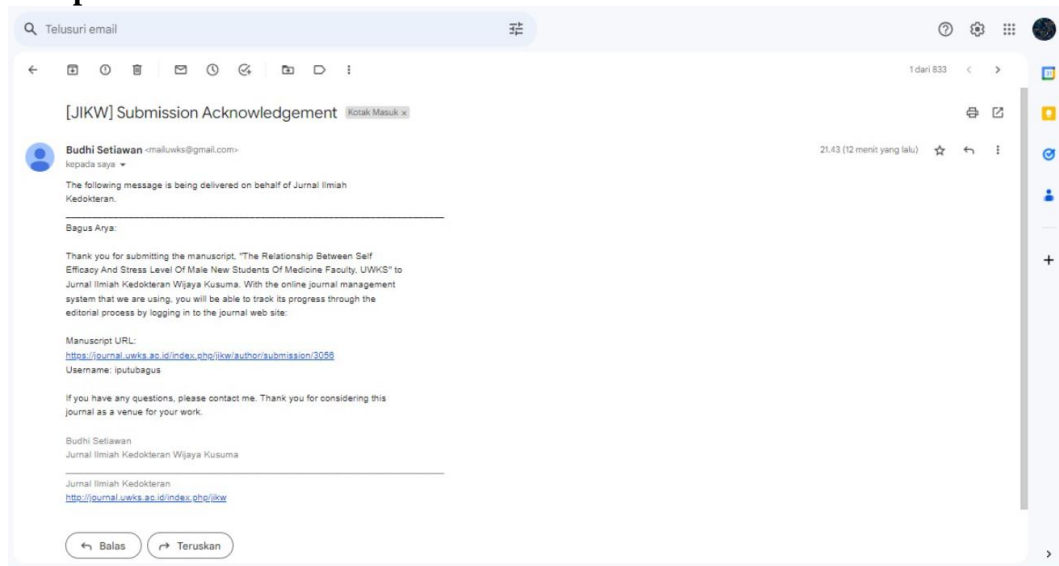 Telusuri email
1 dari 833
[JIKW] Submission Acknowledgement Kotak Masuk x
Budhi Setiawan <mailuwks@gmail.com>
21.43 (12 menit yang lalu)
kepada saya
The following message is being delivered on behalf of Jurnal Ilmiah
Kedokteran.
Bagus Arya:
Thank you for submitting the manuscript, "The Relationship Between Self
Efficacy And Stress Level Of Male New Students Of Medicine Faculty, UWKS" to
Jurnal Ilmiah Kedokteran Wijaya Kusuma. With the online journal management
system that we are using, you will be able to track its progress through the
editorial process by logging in to the journal web site:
Manuscript URL:
https://journal.uwks.ac.id/index.php/jikw/author/submission/3056
Username: iputubagus
If you have any questions, please contact me. Thank you for considering this
journal as a venue for your work.
Budhi Setiawan
Jurnal Ilmiah Kedokteran Wijaya Kusuma
Jurnal Ilmiah Kedokteran
http://journal.uwks.ac.id/index.php/jikw
Balas
Teruskan